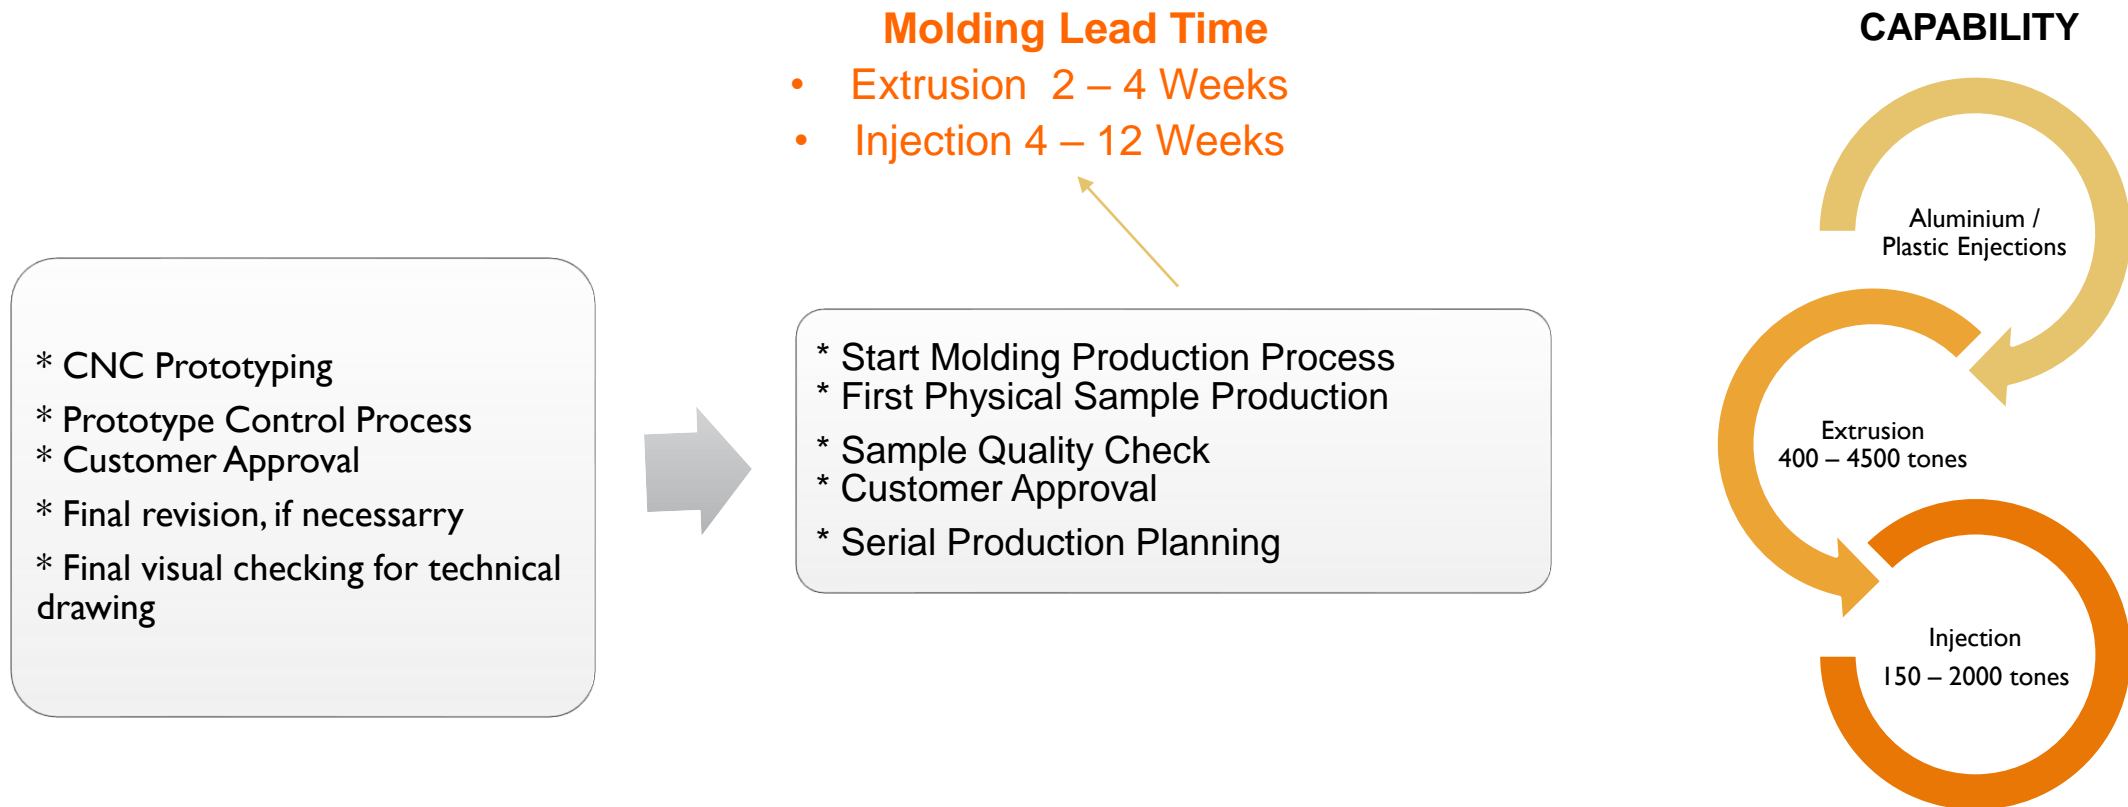 Molding Lead Time
• Extrusion 2 – 4 Weeks
• Injection 4 – 12 Weeks
* CNC Prototyping
* Prototype Control Process
* Customer Approval
* Final revision, if necessarry
* Final visual checking for technical
drawing
* Start Molding Production Process
* First Physical Sample Production
* Sample Quality Check
* Customer Approval
* Serial Production Planning
CAPABILITY
Aluminium /
Plastic Enjections
Extrusion
400 – 4500 tones
Injection
150 – 2000 tones